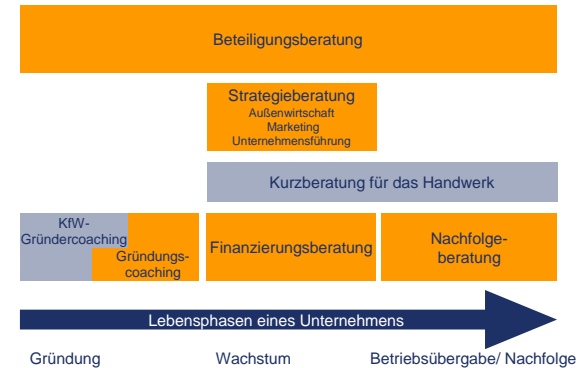 Beteiligungsberatung
Strategieberatung
Außenwirtschaft
Marketing
Unternehmensführung
Kurzberatung für das Handwerk
KfW-
Gründercoaching
Gründungs-
coaching
Finanzierungsberatung
Nachfolge-
beratung
Lebensphasen eines Unternehmens
Gründung
Wachstum
Betriebsübergabe/ Nachfolge